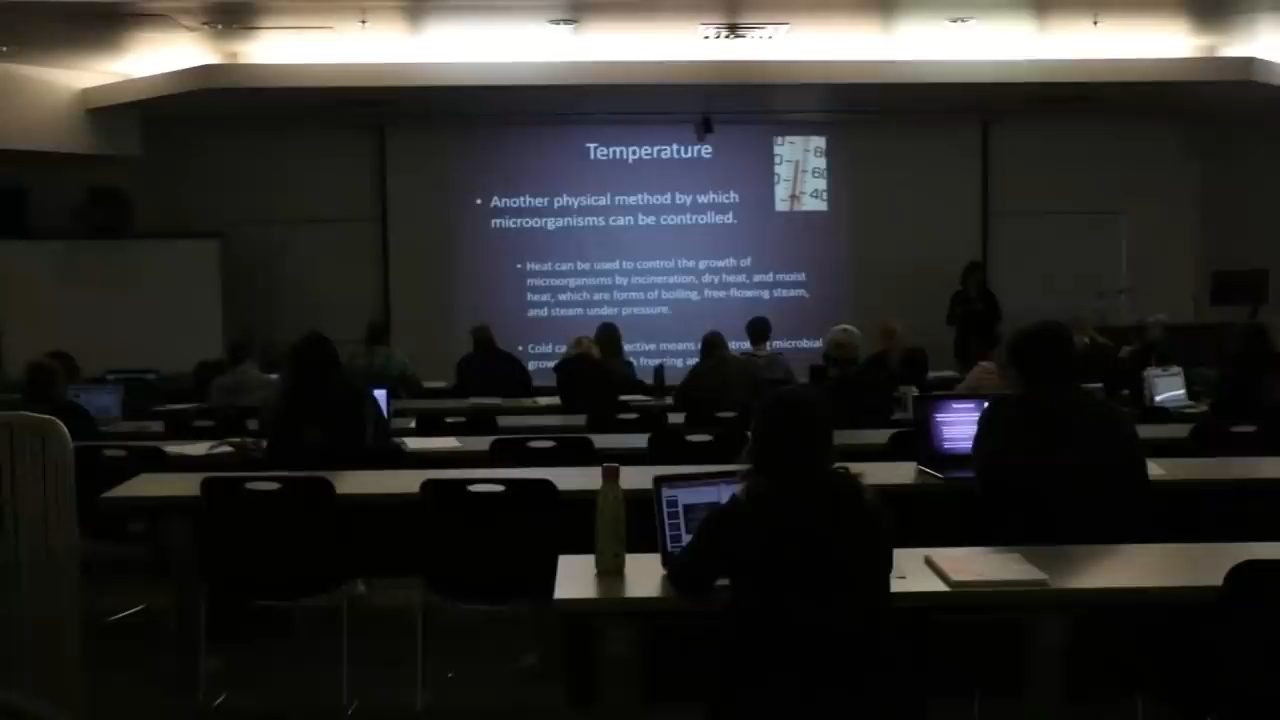 Temperature
• Another physical method by which
microorganisms can be controlled.
• Heat can be used to control the growth of
microorganisms by incineration, dry heat, and moist
heat, which are forms of boiling, free-flowing steam,
and steam under pressure.
• Cold means microbial
freezing
80
60
40